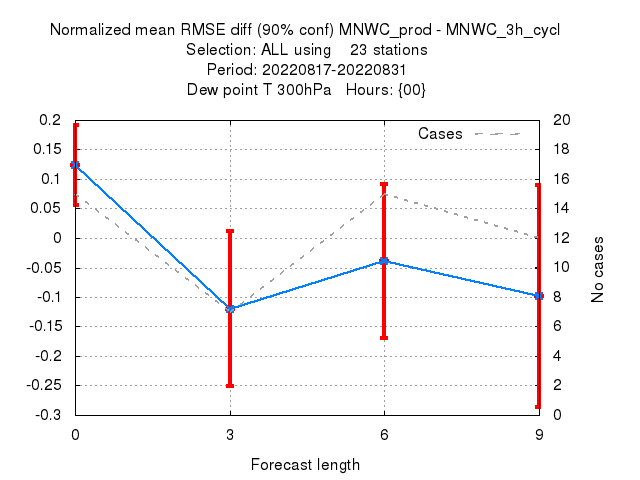 Normalized mean RMSE diff (90% conf) MNWC_prod - MNWC_3h_cycl
Selection: ALL using    23 stations
Period: 20220817-20220831
Dew point T 300hPa   Hours: {00}
Cases
0.2
0.15
0.1
0.05
0
-0.05
-0.1
-0.15
-0.2
-0.25
-0.3
20
18
16
14
12
10
8
6
4
2
0
No cases
0 3 6 9
Forecast length